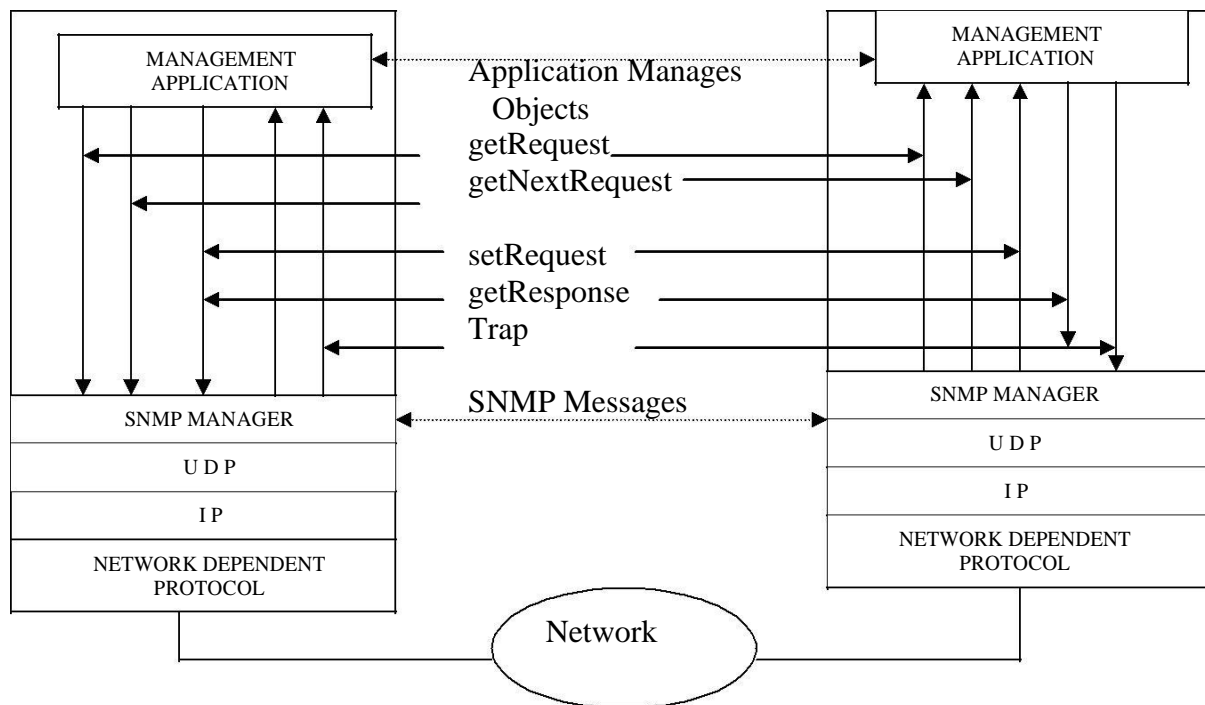 MANAGEMENT
APPLICATION
Application Manages
Objects
getRequest
getNextRequest
setRequest
getResponse
Trap
SNMP Messages
MANAGEMENT
APPLICATION
SNMP MANAGER
U D P
I P
NETWORK DEPENDENT
PROTOCOL
SNMP MANAGER
U D P
I P
NETWORK DEPENDENT
PROTOCOL
Network